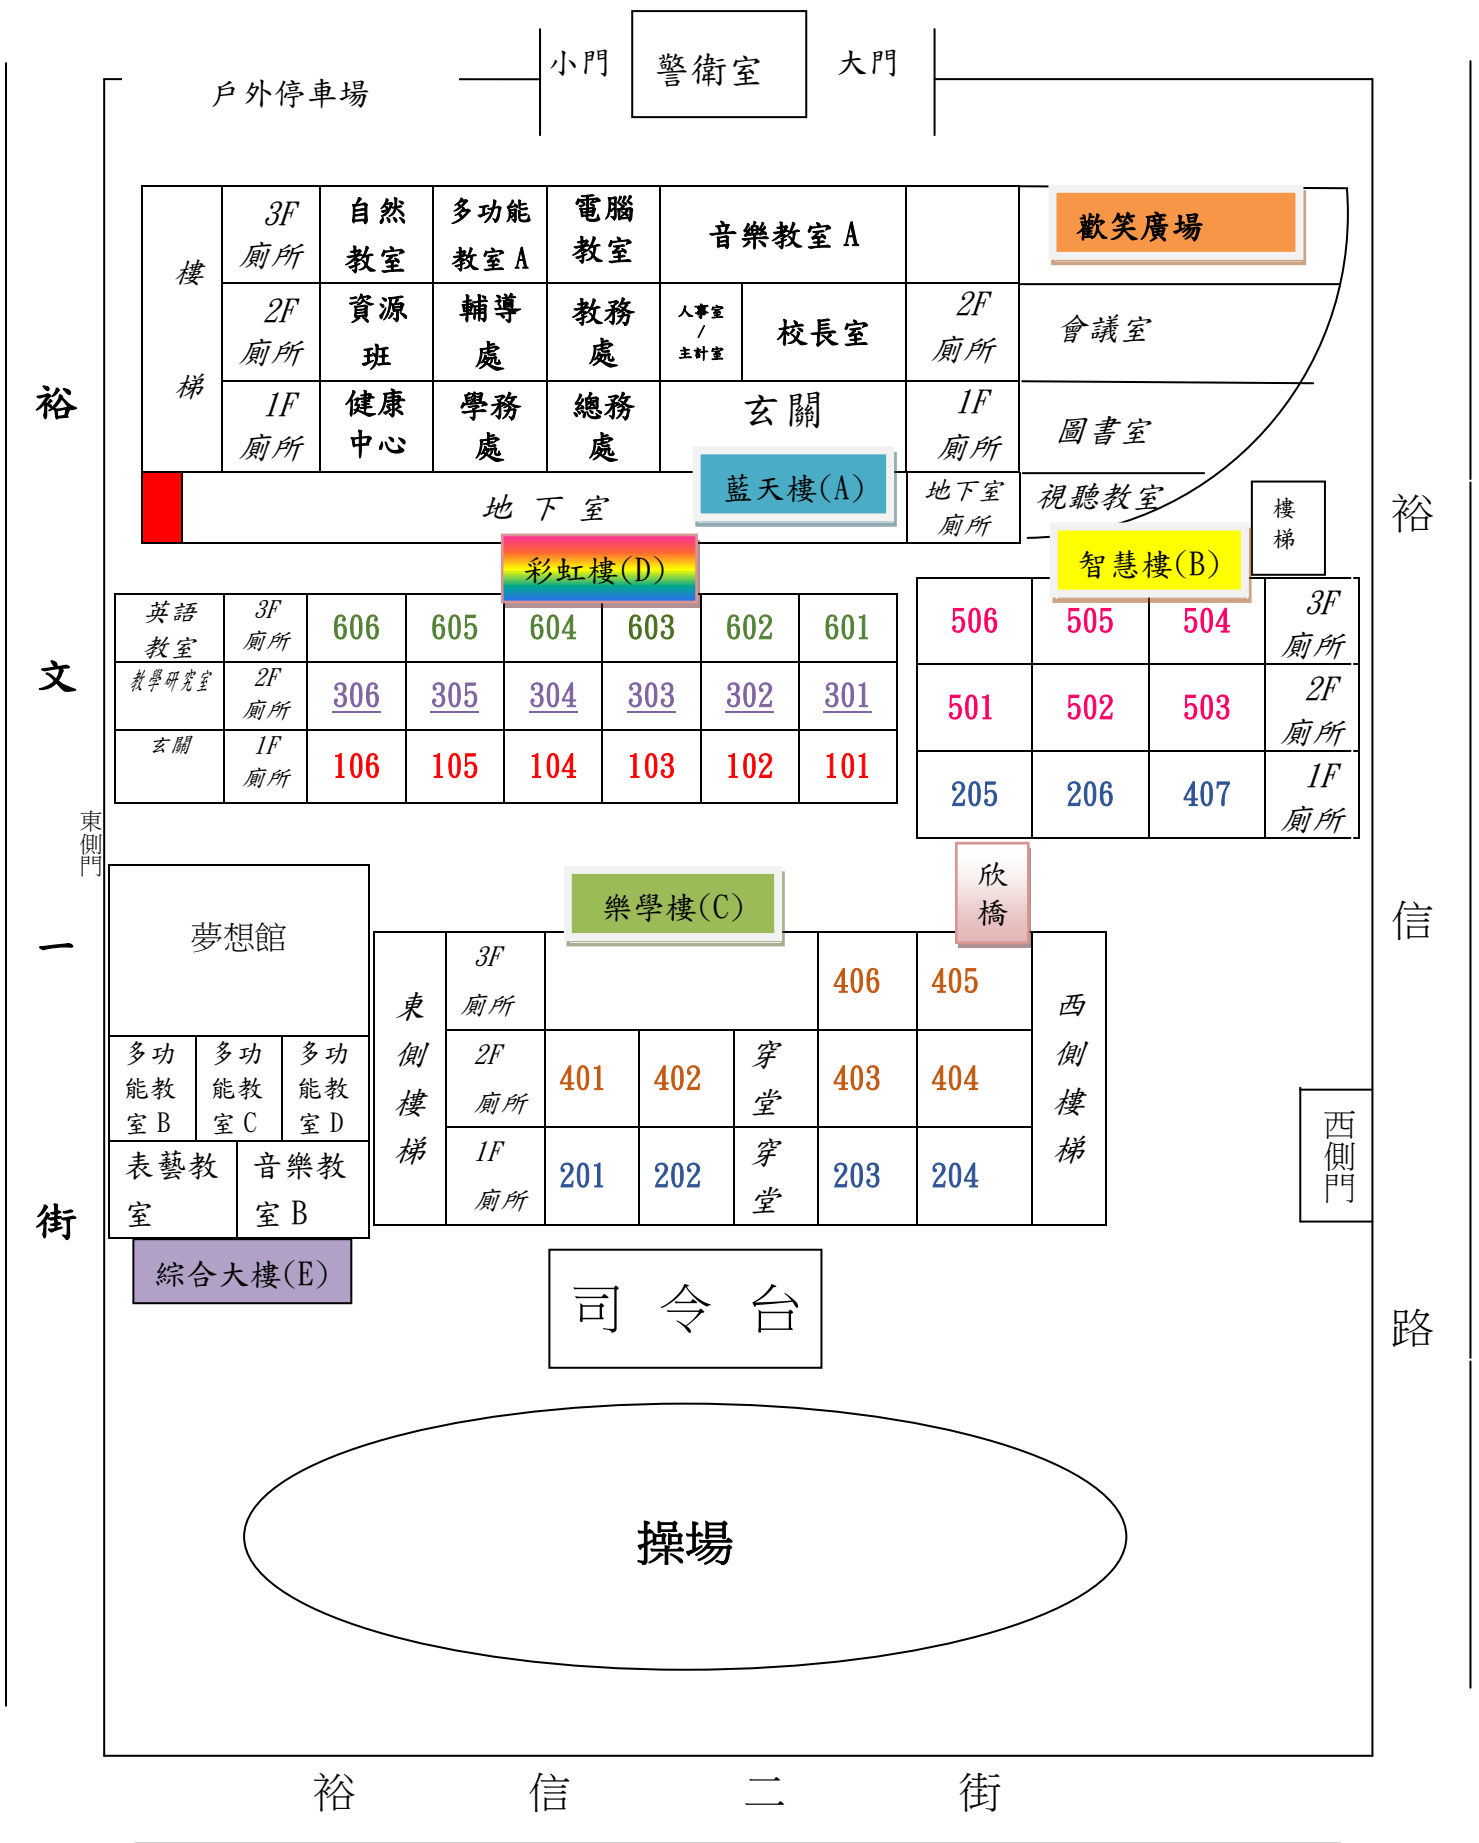 小門
警衛室
大門
戶外停車場
樓
梯
3F
廁所
自然
教室
多功能
教室 A
電腦
教室
音樂教室 A
歡笑廣場
2F
廁所
資源
班
輔導
處
教務
處
人事室
/
主計室
校長室
2F
廁所
會議室
1F
廁所
健康
中心
學務
處
總務
處
玄關
1F
廁所
圖書室
地 下 室
藍天樓(A)
地下室
廁所
視聽教室
樓
梯
彩虹樓(D)
智慧樓(B)
英語
教室
3F
廁所
606
605
604
603
602
601
教學研究室
2F
廁所
306
305
304
303
302
301
玄關
1F
廁所
106
105
104
103
102
101
506
505
504
3F
廁所
501
502
503
2F
廁所
205
206
407
1F
廁所
東側門
夢想館
多功
能教
室 B
多功
能教
室 C
多功
能教
室 D
表藝教
室
音樂教
室 B
綜合大樓(E)
樂學樓(C)
欣
橋
東
側
樓
梯
3F
廁所
406
405
2F
廁所
401
402
穿
堂
403
404
1F
廁所
201
202
穿
堂
203
204
西
側
樓
梯
西側門
司 令 台
操場
裕
文
一
街
裕
信
路
裕 信 二 街